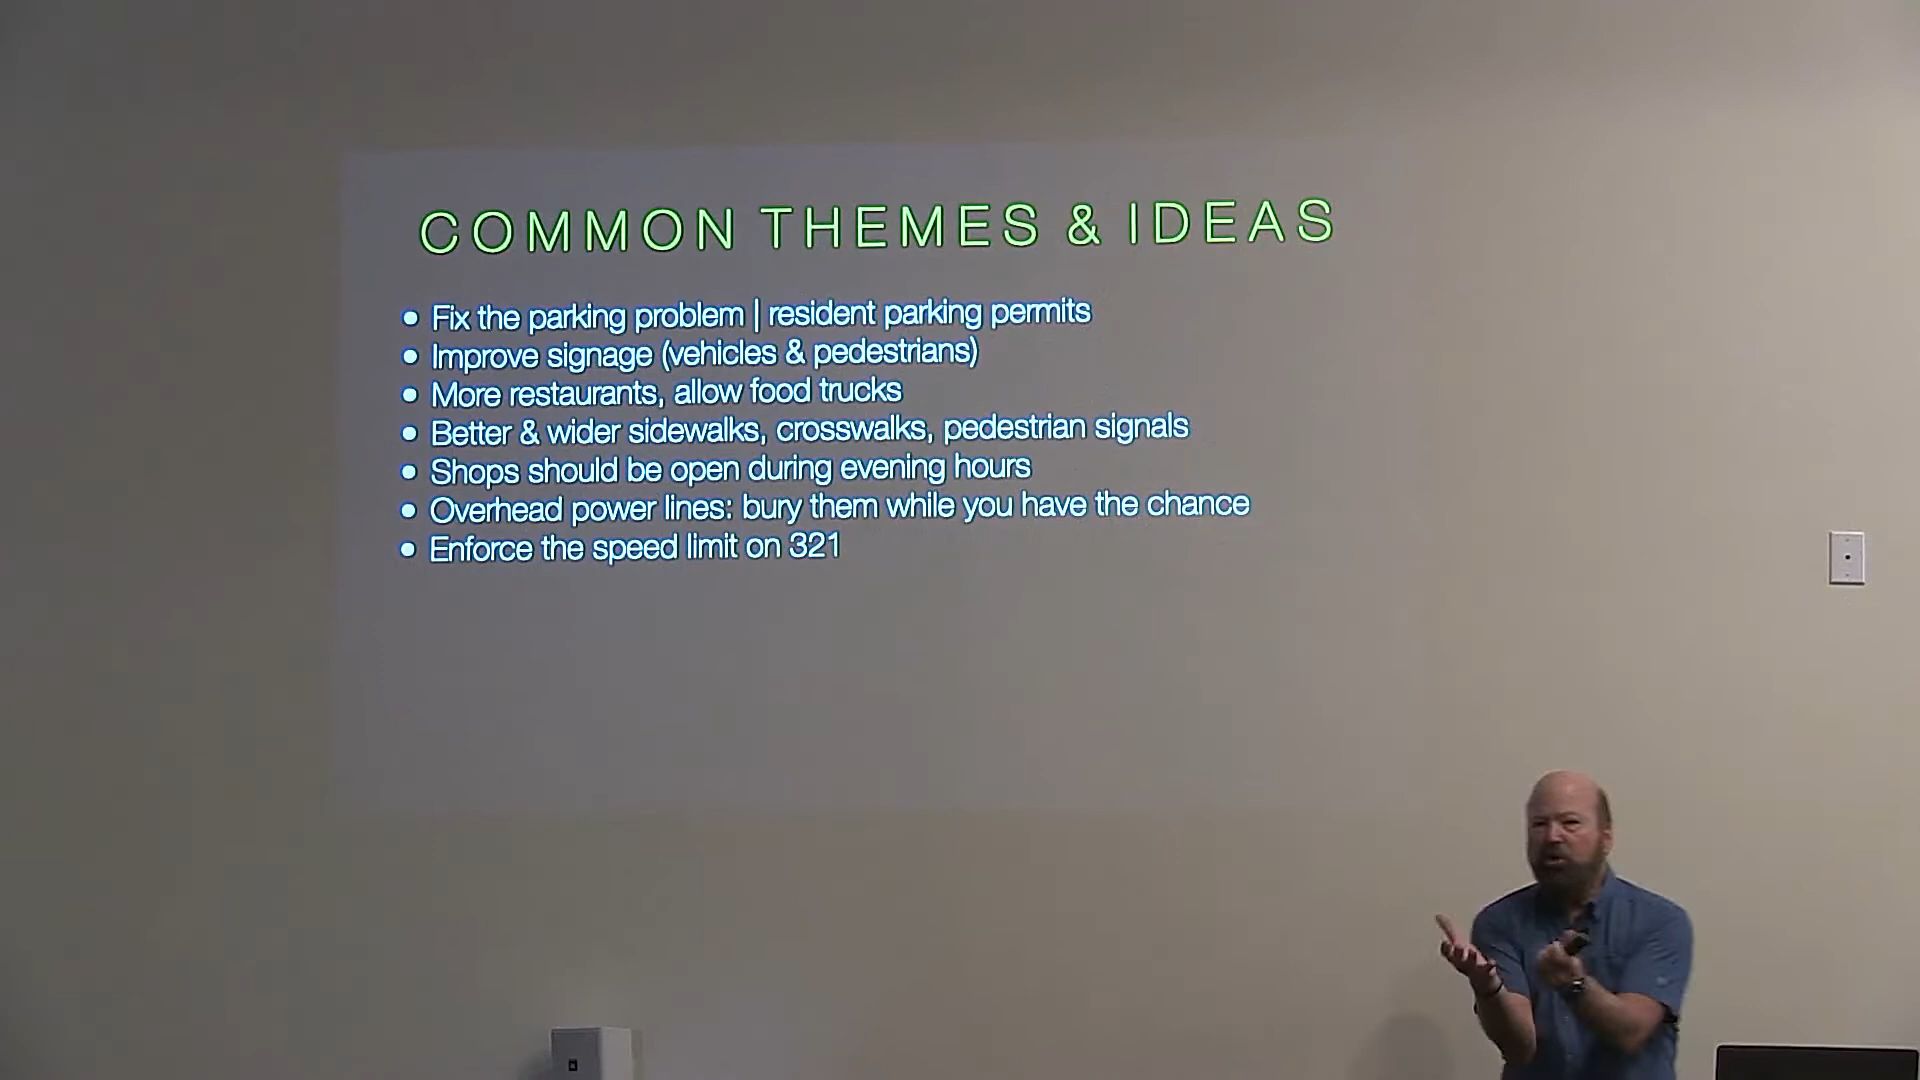 COMMON THEMES & IDEAS
• Fix the parking problem | resident parking permits
• Improve signage (vehicles & pedestrians)
• More restaurants, allow food trucks
• Better & wider sidewalks, crosswalks, pedestrian signals
• Shops should be open during evening hours
• Overhead power lines: bury them while you have the chance
• Enforce the speed limit on 321